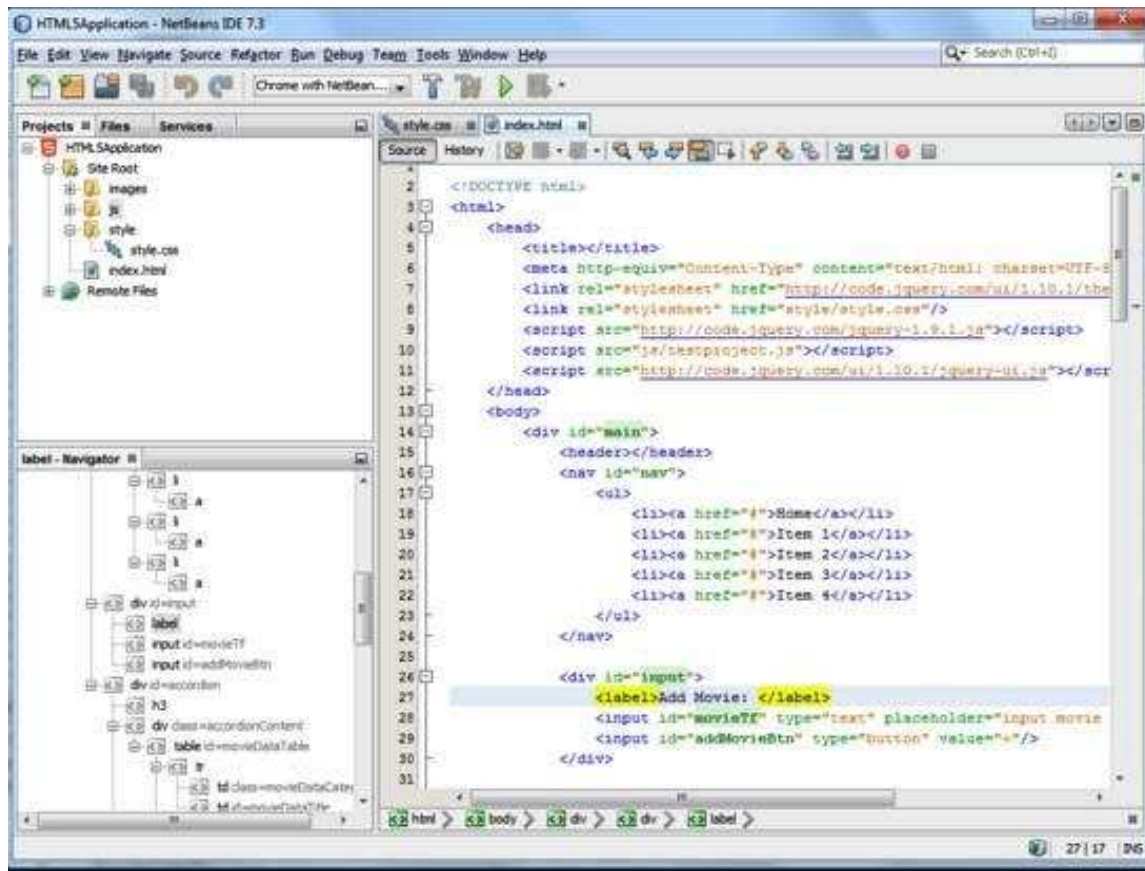 HTML5Application - NetBeans IDE 7.3
File Edit View Navigate Source Refactor Run Debug Team Tools Window Help
Search (Ctrl+I)
Chrome with NetBean...
Projects Files Services
HTML5Application
Site Root
images
js
style
style.css
index.html
Remote Files
label - Navigator
li
a
li
a
li
a
div id=input
label
input id=movieTf
input id=addMovieBtn
div id=accordion
h3
div class=accordionContent
table id=movieDataTable
tr
td class=movieDataCate
td id=movieDataTitle
style.css index.html
Source History
2 <!DOCTYPE html>
3 <html>
4 <head>
5 <title></title>
6 <meta http-equiv="Content-Type" content="text/html; charset=UTF-8
7 <link rel="stylesheet" href="http://code.jquery.com/ui/1.10.1/the
8 <link rel="stylesheet" href="style/style.css"/>
9 <script src="http://code.jquery.com/jquery-1.9.1.js"></script>
10 <script src="js/testproject.js"></script>
11 <script src="http://code.jquery.com/ui/1.10.1/jquery-ui.js"></scr
12 </head>
13 <body>
14 <div id="main">
15 <header></header>
16 <nav id="nav">
17 <ul>
18 <li><a href="#">Home</a></li>
19 <li><a href="#">Item 1</a></li>
20 <li><a href="#">Item 2</a></li>
21 <li><a href="#">Item 3</a></li>
22 <li><a href="#">Item 4</a></li>
23 </ul>
24 </nav>
25
26 <div id="input">
27 <label>Add Movie: </label>
28 <input id="movieTf" type="text" placeholder="input movie
29 <input id="addMovieBtn" type="button" value="+"/>
30 </div>
31
html body div div label
27 | 17 INS